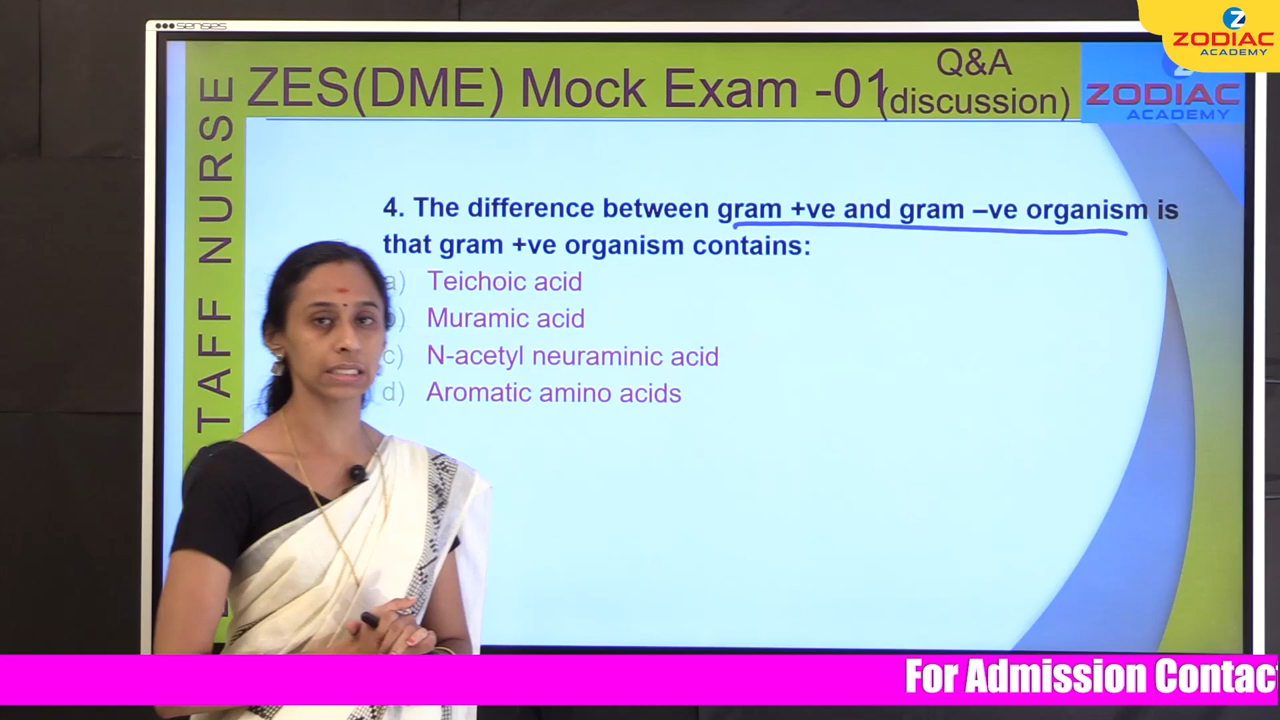 senses
ZODIAC
ACADEMY
ZES(DME) Mock Exam -01
Q&A
(discussion)
ZODIAC
ACADEMY
TAFF NURSE
4. The difference between gram +ve and gram –ve organism is
that gram +ve organism contains:
a) Teichoic acid
) Muramic acid
c) N-acetyl neuraminic acid
d) Aromatic amino acids
For Admission Contac